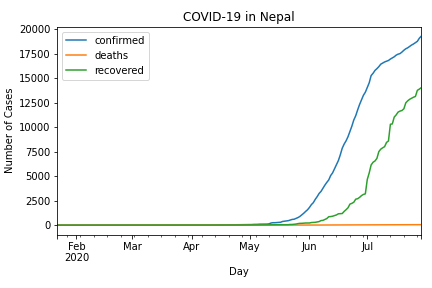 COVID-19 in Nepal
confirmed
deaths
recovered
Number of Cases
20000
17500
15000
12500
10000
7500
5000
2500
0
Feb Mar Apr May Jun Jul
2020
Day